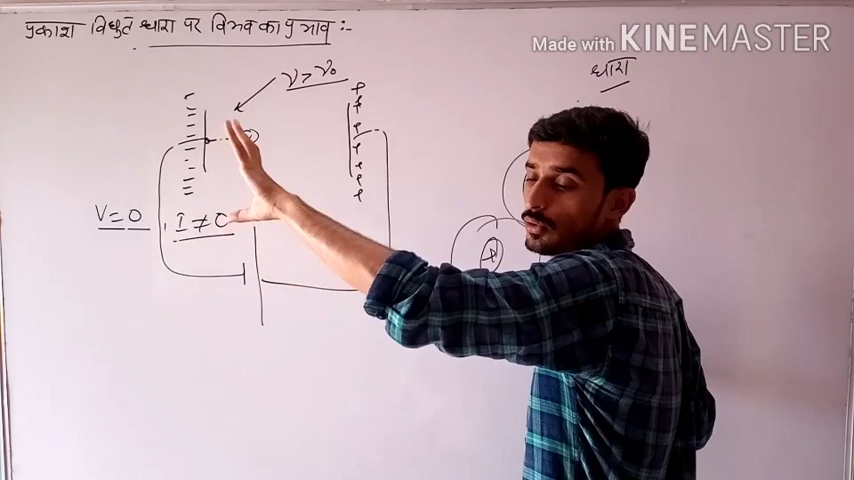 प्रकाश विद्युत धारा पर विभव का प्रभाव :-
Made with KINEMASTER
धारा
ν > ν₀
V = 0
I ≠ 0